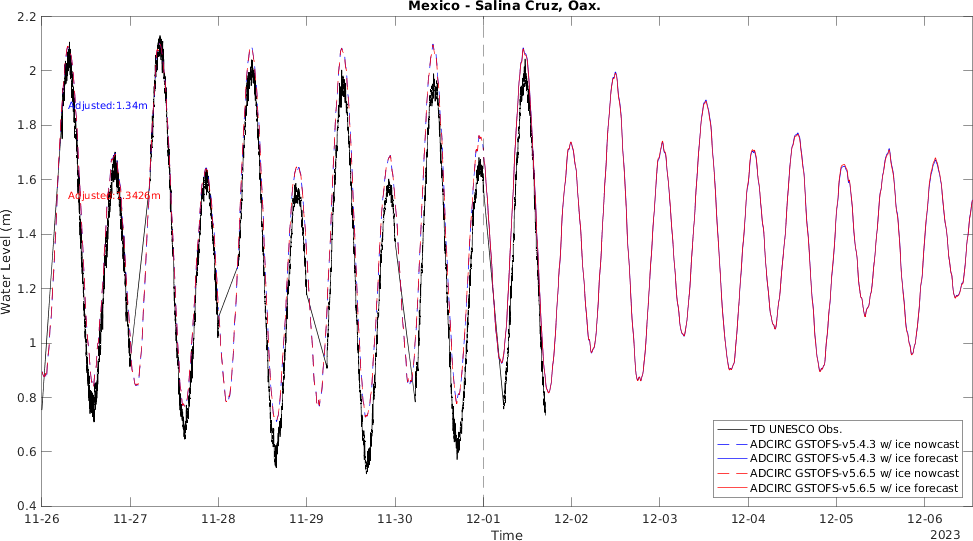 Mexico - Salina Cruz, Oax.
2.2
2
1.8
1.6
1.4
1.2
1
0.8
0.6
0.4
Water Level (m)
Adjusted:1.34m
Adjusted:1.3426m
TD UNESCO Obs.
ADCIRC GSTOFS-v5.4.3 w/ ice nowcast
ADCIRC GSTOFS-v5.4.3 w/ ice forecast
ADCIRC GSTOFS-v5.6.5 w/ ice nowcast
ADCIRC GSTOFS-v5.6.5 w/ ice forecast
11-26 11-27 11-28 11-29 11-30 12-01 12-02 12-03 12-04 12-05 12-06
Time
2023